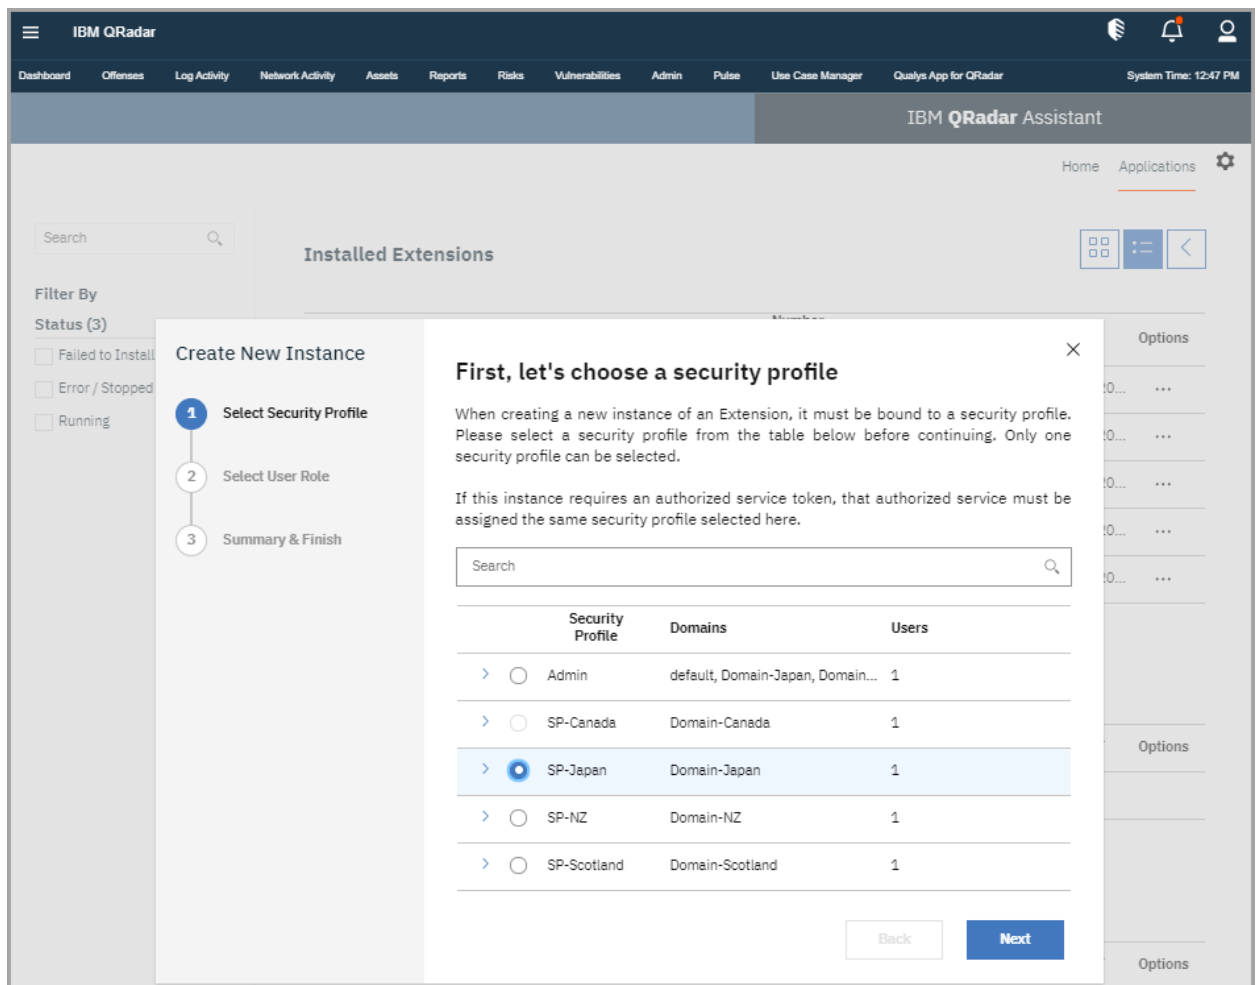 IBM QRadar
Dashboard Offenses Log Activity Network Activity Assets Reports Risks Vulnerabilities Admin Pulse Use Case Manager Qualys App for QRadar System Time: 12:47 PM
IBM QRadar Assistant
Home Applications
Search
Installed Extensions
Filter By
Status (3)
Failed to Install
Error / Stopped
Running
Number
Options
0...
0...
0...
0...
0...
Options
Options
Create New Instance
1 Select Security Profile
2 Select User Role
3 Summary & Finish
First, let's choose a security profile
When creating a new instance of an Extension, it must be bound to a security profile.
Please select a security profile from the table below before continuing. Only one
security profile can be selected.
If this instance requires an authorized service token, that authorized service must be
assigned the same security profile selected here.
Search
Security
Profile Domains Users
Admin default, Domain-Japan, Domain... 1
SP-Canada Domain-Canada 1
SP-Japan Domain-Japan 1
SP-NZ Domain-NZ 1
SP-Scotland Domain-Scotland 1
Back Next